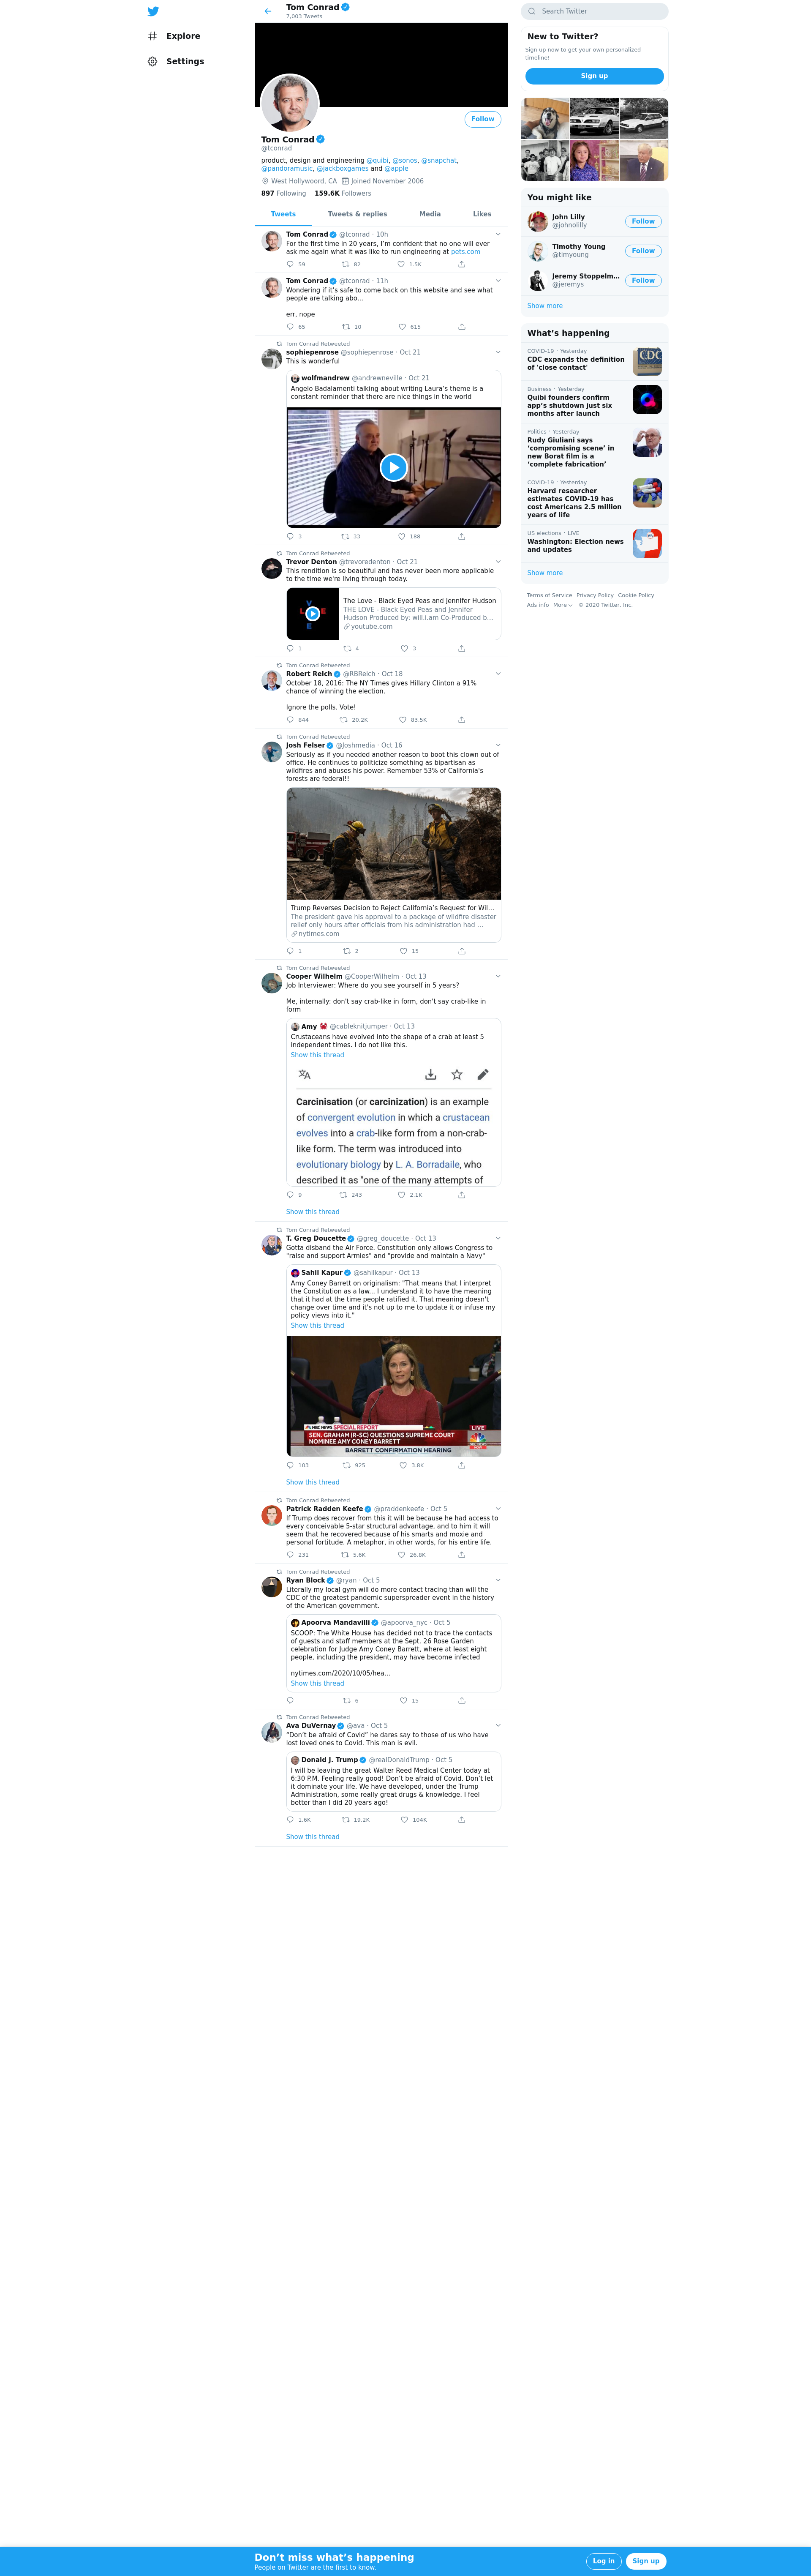 Explore
Settings
Tom Conrad
7,003 Tweets
Follow
Tom Conrad
@tconrad
product, design and engineering @quibi, @sonos, @snapchat,
@pandoramusic, @jackboxgames and @apple
West Hollywoord, CA Joined November 2006
897 Following 159.6K Followers
Tweets Tweets & replies Media Likes
Tom Conrad @tconrad · 10h
For the first time in 20 years, I'm confident that no one will ever
ask me again what it was like to run engineering at pets.com
59 82 1.5K
Tom Conrad @tconrad · 11h
Wondering if it's safe to come back on this website and see what
people are talking abo...
err, nope
65 10 615
Tom Conrad Retweeted
sophiepenrose @sophiepenrose · Oct 21
This is wonderful
wolfmandrew @andrewneville · Oct 21
Angelo Badalamenti talking about writing Laura's theme is a
constant reminder that there are nice things in the world
3 33 188
Tom Conrad Retweeted
Trevor Denton @trevoredenton · Oct 21
This rendition is so beautiful and has never been more applicable
to the time we're living through today.
The Love - Black Eyed Peas and Jennifer Hudson
THE LOVE - Black Eyed Peas and Jennifer
Hudson Produced by: will.i.am Co-Produced b...
youtube.com
1 4 3
Tom Conrad Retweeted
Robert Reich @RBReich · Oct 18
October 18, 2016: The NY Times gives Hillary Clinton a 91%
chance of winning the election.
Ignore the polls. Vote!
844 20.2K 83.5K
Tom Conrad Retweeted
Josh Felser @Joshmedia · Oct 16
Seriously as if you needed another reason to boot this clown out of
office. He continues to politicize something as bipartisan as
wildfires and abuses his power. Remember 53% of California's
forests are federal!!
Trump Reverses Decision to Reject California's Request for Wil...
The president gave his approval to a package of wildfire disaster
relief only hours after officials from his administration had ...
nytimes.com
1 2 15
Tom Conrad Retweeted
Cooper Wilhelm @CooperWilhelm · Oct 13
Job Interviewer: Where do you see yourself in 5 years?
Me, internally: don't say crab-like in form, don't say crab-like in
form
Amy @cableknitjumper · Oct 13
Crustaceans have evolved into the shape of a crab at least 5
independent times. I do not like this.
Show this thread
Carcinisation (or carcinization) is an example
of convergent evolution in which a crustacean
evolves into a crab-like form from a non-crab-
like form. The term was introduced into
evolutionary biology by L. A. Borradaile, who
described it as "one of the many attempts of
9 243 2.1K
Show this thread
Tom Conrad Retweeted
T. Greg Doucette @greg_doucette · Oct 13
Gotta disband the Air Force. Constitution only allows Congress to
"raise and support Armies" and "provide and maintain a Navy"
Sahil Kapur @sahilkapur · Oct 13
Amy Coney Barrett on originalism: "That means that I interpret
the Constitution as a law... I understand it to have the meaning
that it had at the time people ratified it. That meaning doesn't
change over time and it's not up to me to update it or infuse my
policy views into it."
Show this thread
NBC NEWS SPECIAL REPORT LIVE
SEN. GRAHAM (R-SC) QUESTIONS SUPREME COURT
NOMINEE AMY CONEY BARRETT
BARRETT CONFIRMATION HEARING
103 925 3.8K
Show this thread
Tom Conrad Retweeted
Patrick Radden Keefe @praddenkeefe · Oct 5
If Trump does recover from this it will be because he had access to
every conceivable 5-star structural advantage, and to him it will
seem that he recovered because of his smarts and moxie and
personal fortitude. A metaphor, in other words, for his entire life.
231 5.6K 26.8K
Tom Conrad Retweeted
Ryan Block @ryan · Oct 5
Literally my local gym will do more contact tracing than will the
CDC of the greatest pandemic superspreader event in the history
of the American government.
Apoorva Mandavilli @apoorva_nyc · Oct 5
SCOOP: The White House has decided not to trace the contacts
of guests and staff members at the Sept. 26 Rose Garden
celebration for Judge Amy Coney Barrett, where at least eight
people, including the president, may have become infected
nytimes.com/2020/10/05/hea...
Show this thread
6 15
Tom Conrad Retweeted
Ava DuVernay @ava · Oct 5
"Don't be afraid of Covid" he dares say to those of us who have
lost loved ones to Covid. This man is evil.
Donald J. Trump @realDonaldTrump · Oct 5
I will be leaving the great Walter Reed Medical Center today at
6:30 P.M. Feeling really good! Don't be afraid of Covid. Don't let
it dominate your life. We have developed, under the Trump
Administration, some really great drugs & knowledge. I feel
better than I did 20 years ago!
1.6K 19.2K 104K
Show this thread
Search Twitter
New to Twitter?
Sign up now to get your own personalized
timeline!
Sign up
You might like
John Lilly
@johnolilly
Follow
Timothy Young
@timyoung
Follow
Jeremy Stoppelm...
@jeremys
Follow
Show more
What's happening
COVID-19 · Yesterday
CDC expands the definition
of 'close contact'
CDC
Business · Yesterday
Quibi founders confirm
app's shutdown just six
months after launch
Politics · Yesterday
Rudy Giuliani says
'compromising scene' in
new Borat film is a
'complete fabrication'
COVID-19 · Yesterday
Harvard researcher
estimates COVID-19 has
cost Americans 2.5 million
years of life
US elections · LIVE
Washington: Election news
and updates
Show more
Terms of Service Privacy Policy Cookie Policy
Ads info More © 2020 Twitter, Inc.
Don't miss what's happening
People on Twitter are the first to know.
Log in Sign up